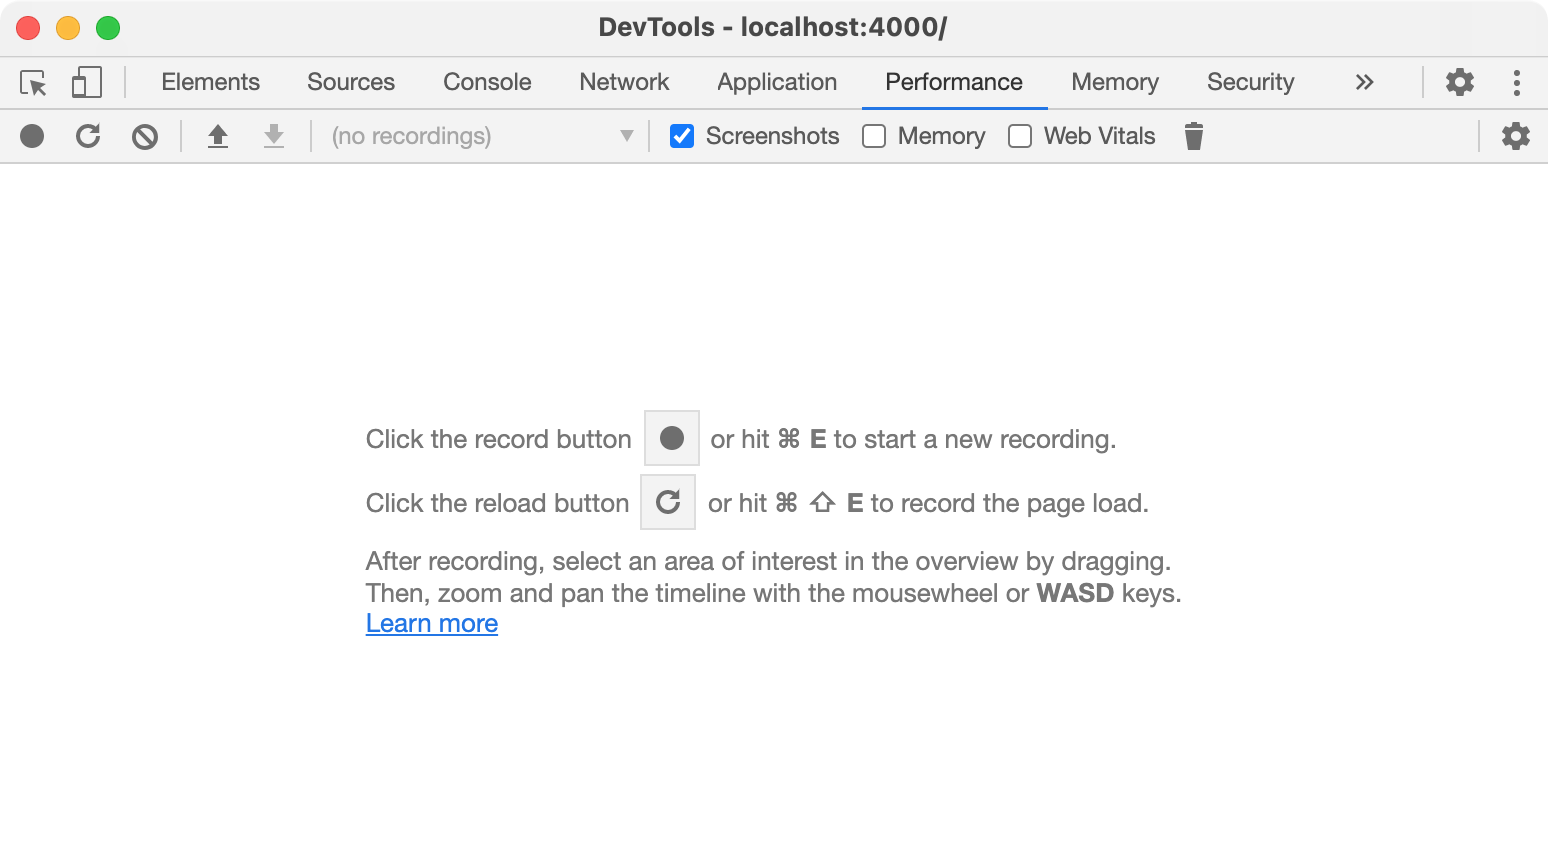 DevTools - localhost:4000/
Elements Sources Console Network Application Performance Memory Security »
(no recordings) ▼ Screenshots Memory Web Vitals
Click the record button or hit ⌘ E to start a new recording.
Click the reload button or hit ⌘ ⇧ E to record the page load.
After recording, select an area of interest in the overview by dragging.
Then, zoom and pan the timeline with the mousewheel or WASD keys.
Learn more